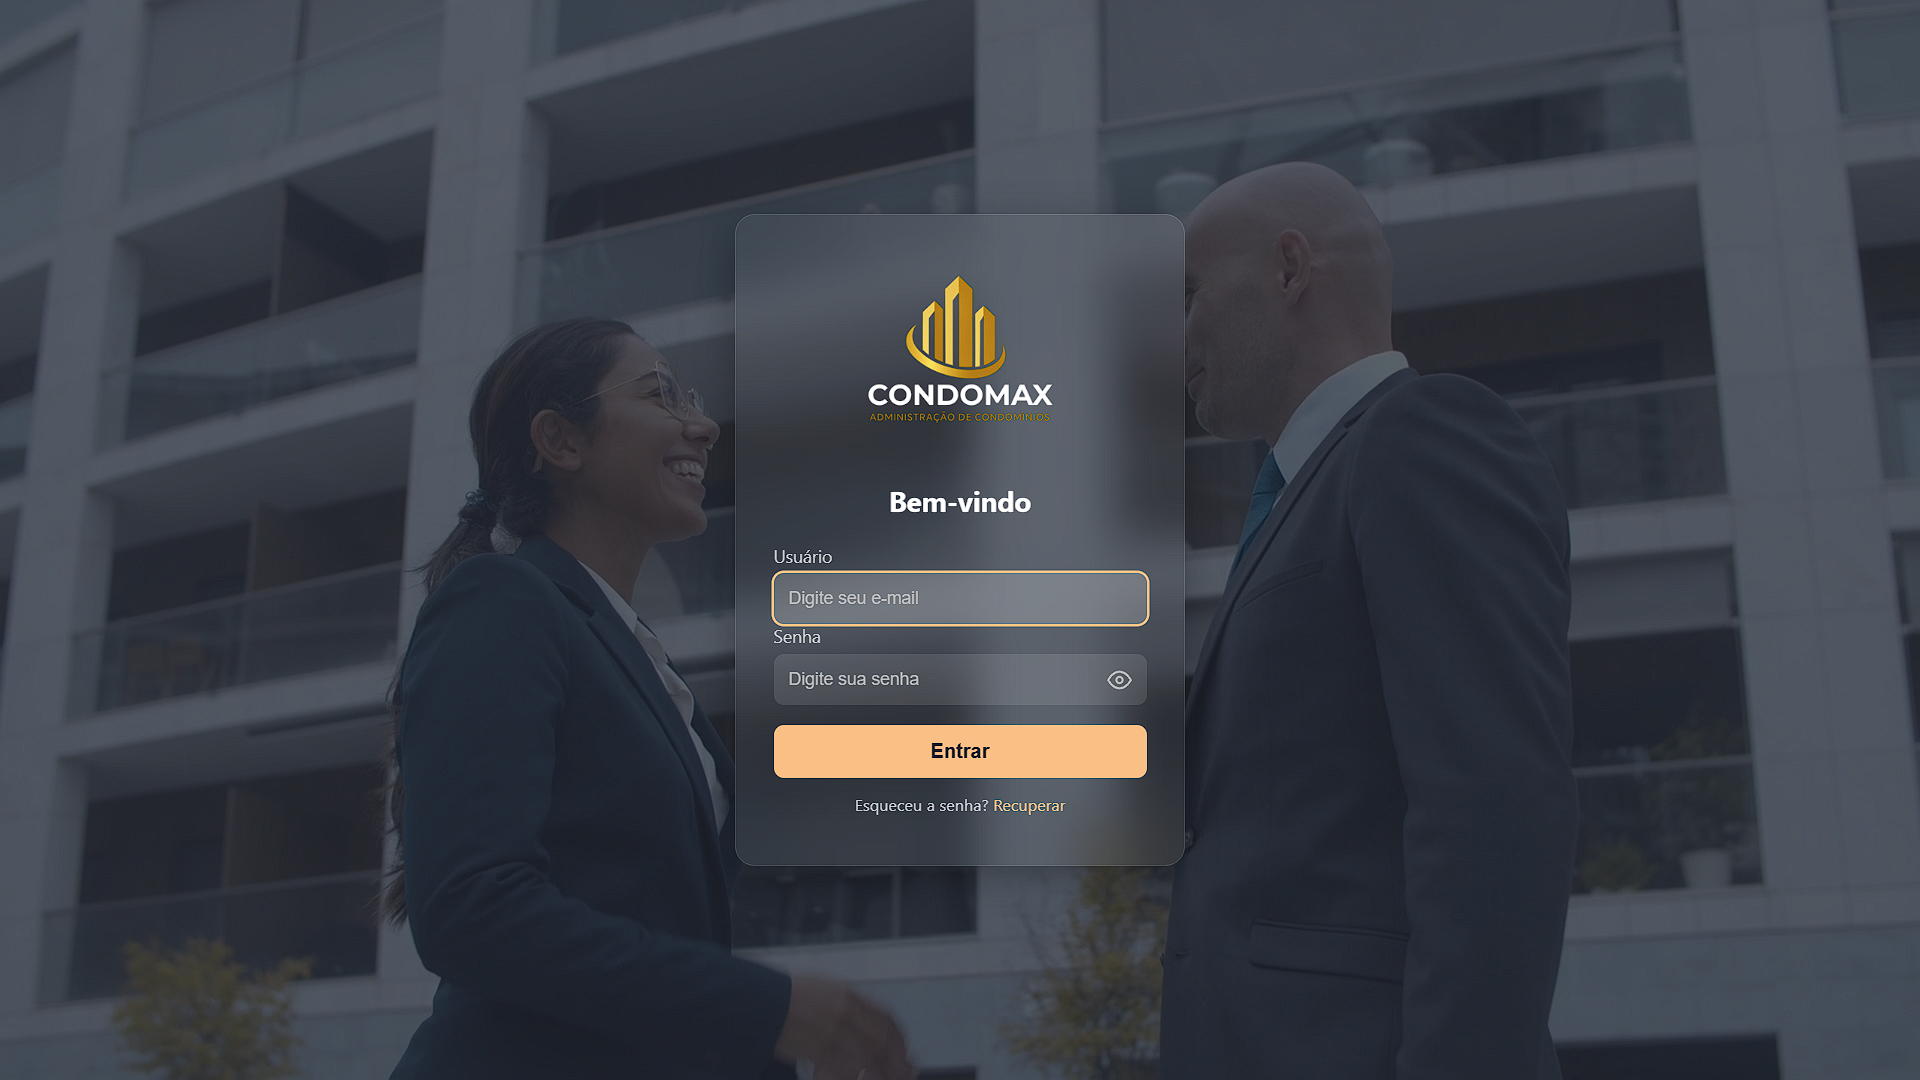 CONDOMAX
ADMINISTRAÇÃO DE CONDOMÍNIOS
Bem-vindo
Usuário
Digite seu e-mail
Senha
Digite sua senha
Entrar
Esqueceu a senha? Recuperar